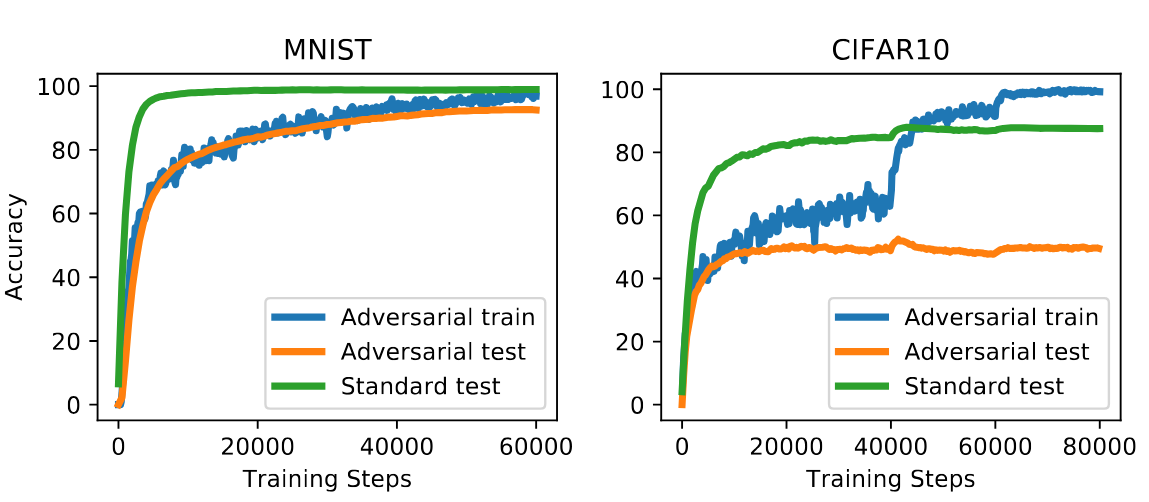 MNIST
100
80
60
40
20
0
Accuracy
Adversarial train
Adversarial test
Standard test
0 20000 40000 60000
Training Steps
CIFAR10
100
80
60
40
20
0
Adversarial train
Adversarial test
Standard test
0 20000 40000 60000 80000
Training Steps